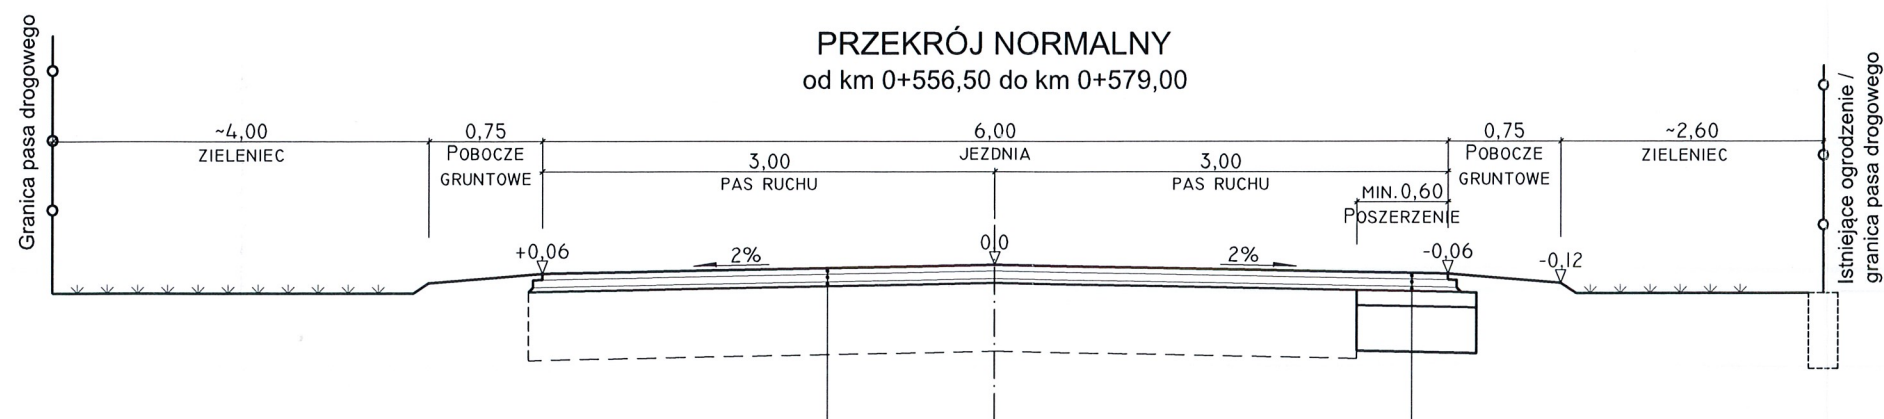 PRZEKRÓJ NORMALNY
od km 0+556,50 do km 0+579,00
Granica pasa drogowego
~4,00
ZIELENIEC
0,75
POBOCZE
GRUNTOWE
6,00
JEZDNIA
3,00
PAS RUCHU
3,00
PAS RUCHU
MIN.0,60
POSZERZENIE
0,75
POBOCZE
GRUNTOWE
~2,60
ZIELENIEC
Istniejące ogrodzenie /
granica pasa drogowego
+0,06
2%
0,0
2%
-0,06
-0,12